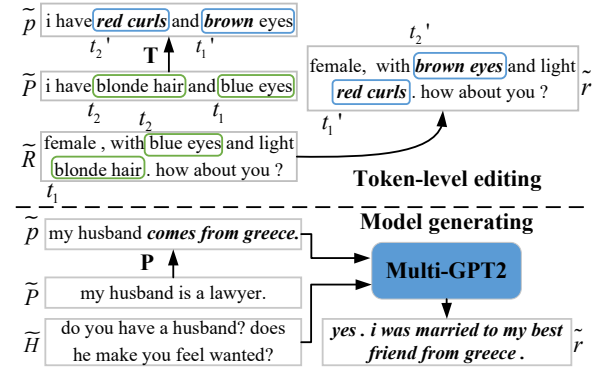 p̃ i have red curls and brown eyes
t₂' t₁'
T
P̃ i have blonde hair and blue eyes
t₂ t₁
t₂
R̃ female , with blue eyes and light
blonde hair . how about you ?
t₁
t₂'
female, with brown eyes and light
red curls . how about you ? r̃
t₁'
Token-level editing
Model generating
p̃ my husband comes from greece.
P
P̃ my husband is a lawyer.
H̃ do you have a husband? does
he make you feel wanted?
Multi-GPT2
yes . i was married to my best
friend from greece . r̃